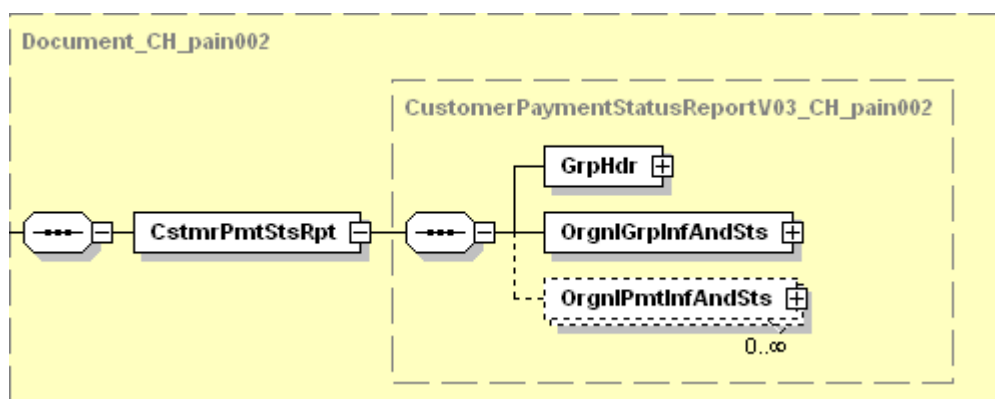 Document_CH_pain002
CustomerPaymentStatusReportV03_CH_pain002
GrpHdr
CstmrPmtStsRpt
OrgnlGrpInfAndSts
OrgnlPmtInfAndSts
0..∞